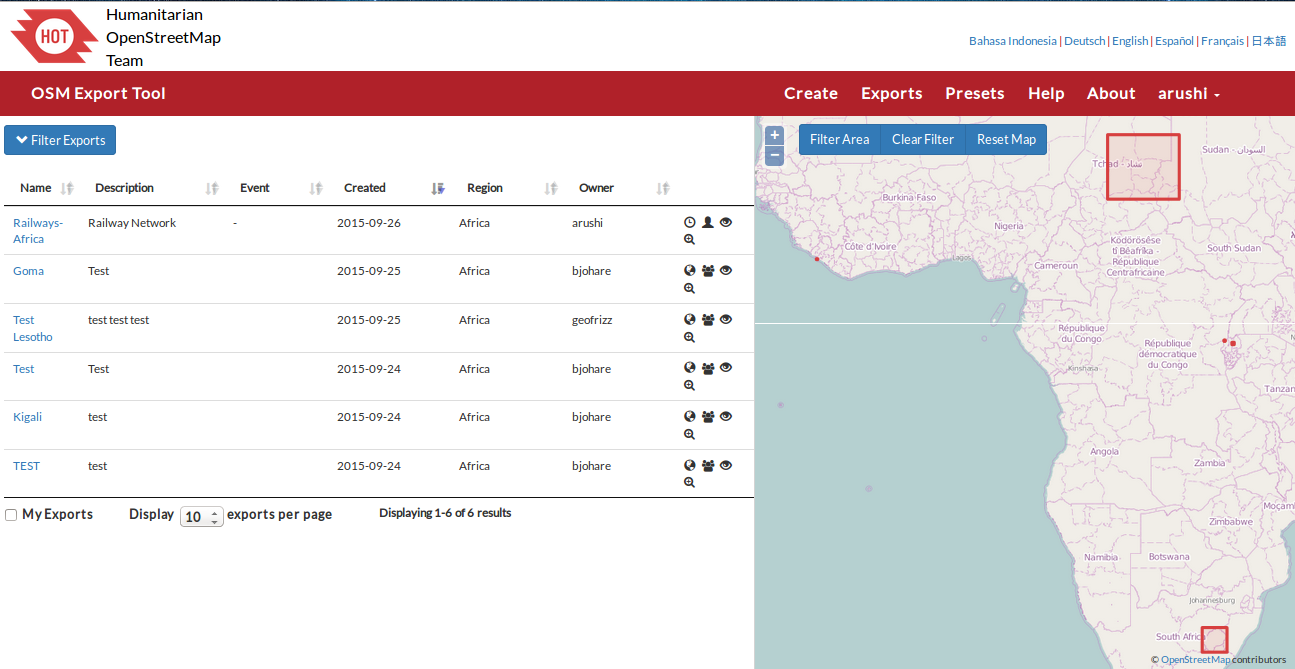 HOT
Humanitarian
OpenStreetMap
Team
Bahasa Indonesia | Deutsch | English | Español | Français | 日本語
OSM Export Tool
Create Exports Presets Help About arushi
Filter Exports
Name Description Event Created Region Owner
Railways-
Africa
Railway Network - 2015-09-26 Africa arushi
Goma Test 2015-09-25 Africa bjohare
Test
Lesotho
test test test 2015-09-25 Africa geofrizz
Test Test 2015-09-24 Africa bjohare
Kigali test 2015-09-24 Africa bjohare
TEST test 2015-09-24 Africa bjohare
My Exports Display 10 exports per page Displaying 1-6 of 6 results
+
−
Filter Area Clear Filter Reset Map
Tchad - تشاد
Sudan - السودان
Burkina Faso
Nigeria
Côte d'Ivoire
Lagos
Cameroun
Ködörösêse
tî Bêafrîka -
République
Centrafricaine
South Sudan
République
du Congo
République
démocratique
du Congo
Kinshasa
Tanzan
Angola
Zambia
Moçam
Zimbabwe
Namibia
Botswana
Johannesburg
South Africa
© OpenStreetMap contributors